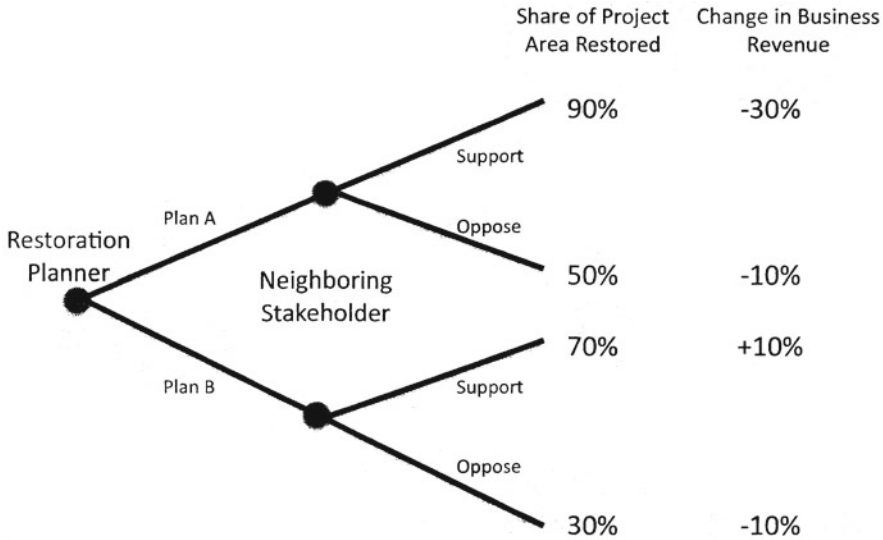 Share of Project
Area Restored
Change in Business
Revenue
90% -30%
Support
Plan A
Oppose
Restoration
Planner
Neighboring
Stakeholder
50% -10%
70% +10%
Plan B
Support
Oppose
30% -10%